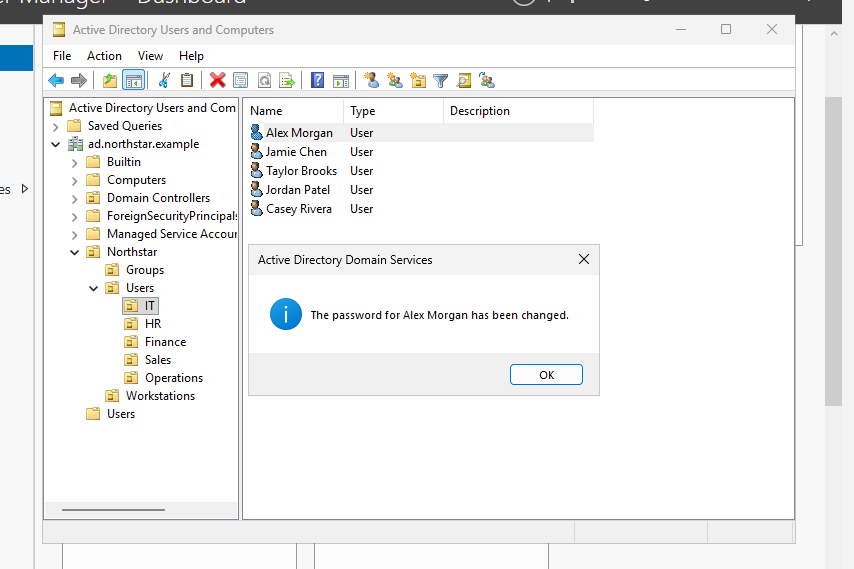 Dashboard
Active Directory Users and Computers
File Action View Help
Active Directory Users and Com
Saved Queries
ad.northstar.example
Builtin
Computers
Domain Controllers
ForeignSecurityPrincipals
Managed Service Accour
Northstar
Groups
Users
IT
HR
Finance
Sales
Operations
Workstations
Users
Name Type Description
Alex Morgan User
Jamie Chen User
Taylor Brooks User
Jordan Patel User
Casey Rivera User
Active Directory Domain Services
The password for Alex Morgan has been changed.
OK